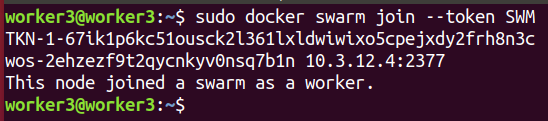 worker3@worker3:~$ sudo docker swarm join --token SWM
TKN-1-67ik1p6kc51ousck2l361lxldwiwixo5cpejxdy2frh8n3c
wos-2ehzezf9t2qycnkyv0nsq7b1n 10.3.12.4:2377
This node joined a swarm as a worker.
worker3@worker3:~$